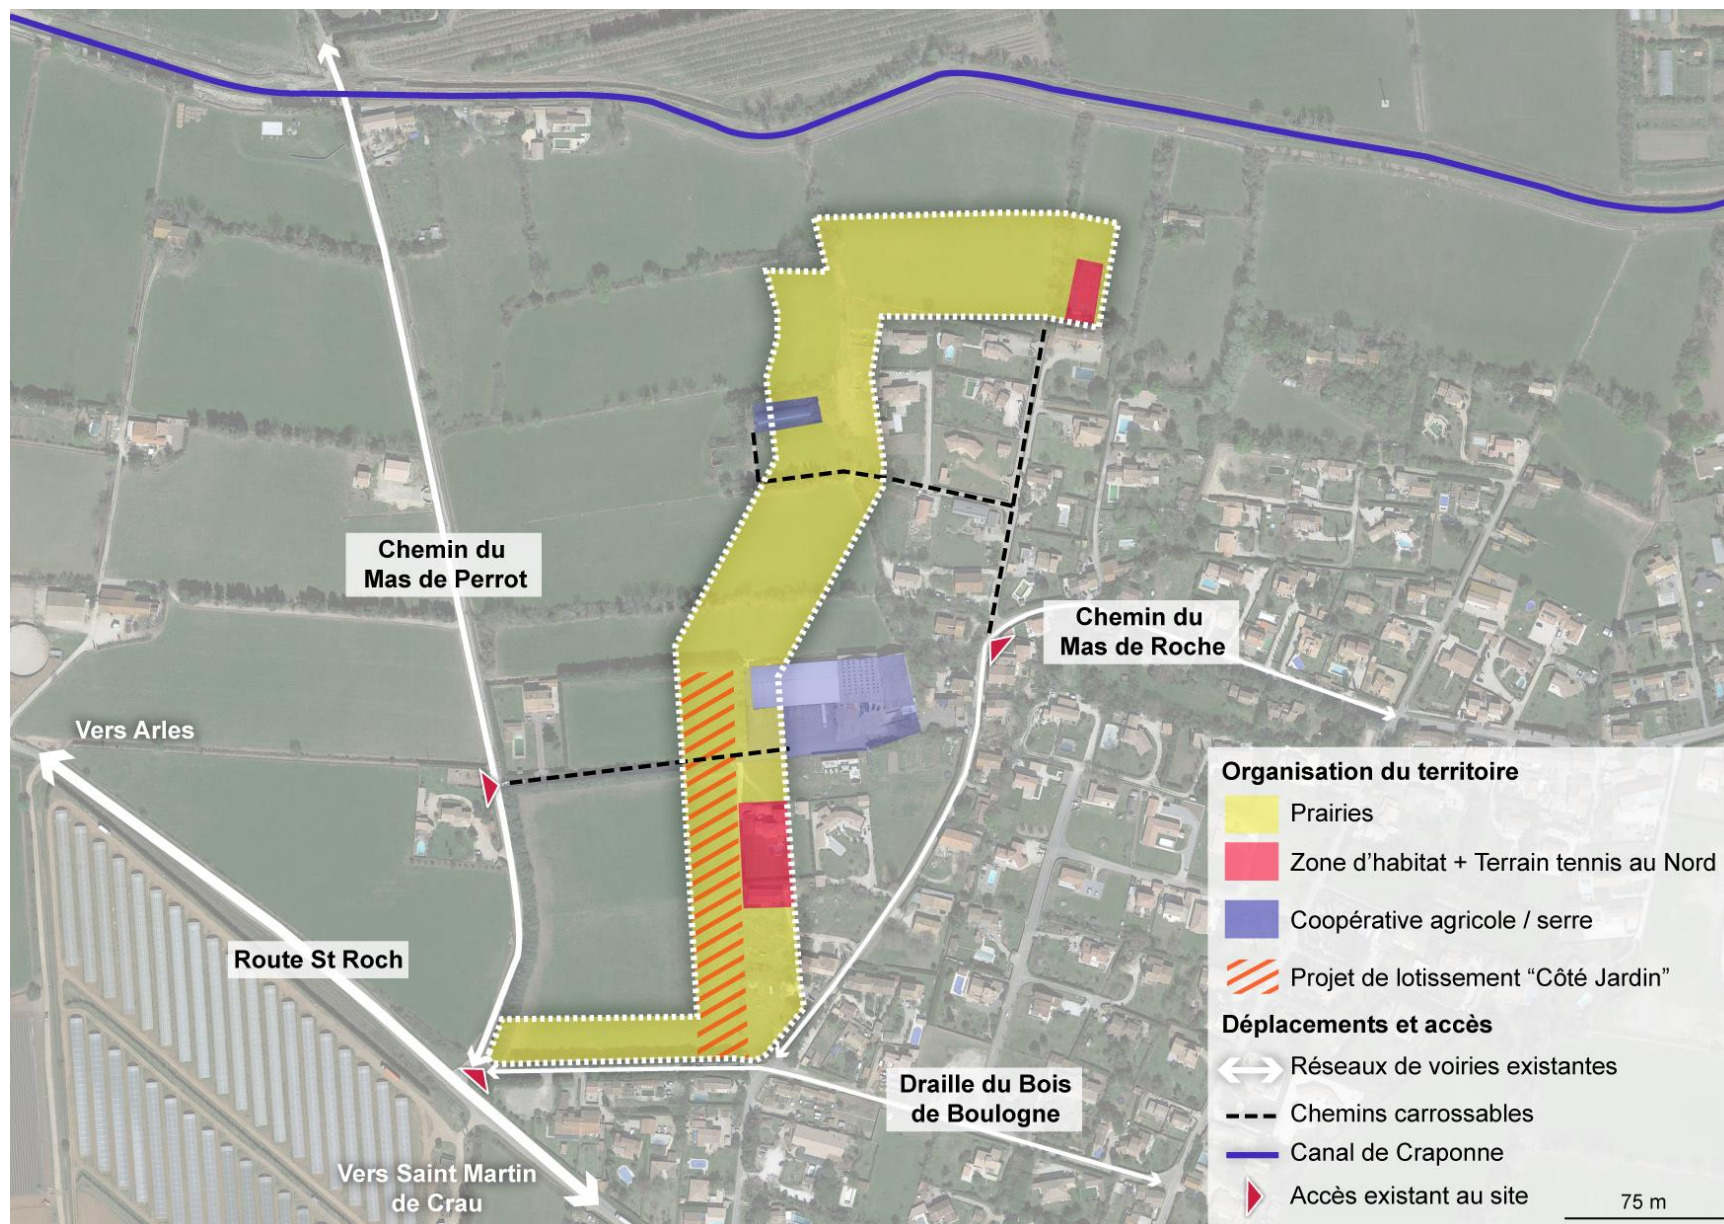 Chemin du
Mas de Perrot
Chemin du
Mas de Roche
Vers Arles
Route St Roch
Draille du Bois
de Boulogne
Vers Saint Martin
de Crau
Organisation du territoire
Prairies
Zone d’habitat + Terrain tennis au Nord
Coopérative agricole / serre
Projet de lotissement “Côté Jardin”
Déplacements et accès
Réseaux de voiries existantes
Chemins carrossables
Canal de Craponne
Accès existant au site
75 m